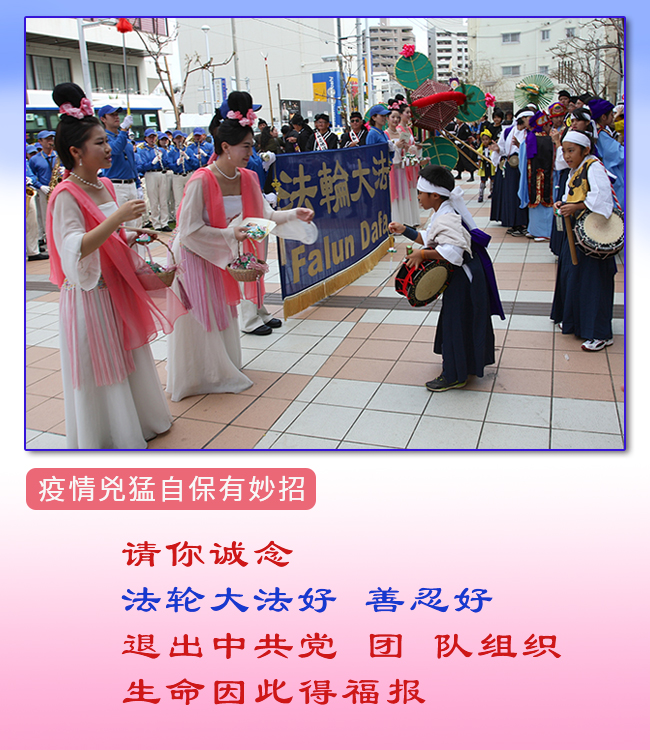 法輪大法
Falun Dafa
疫情兇猛自保有妙招
请你诚念
法轮大法好 善忍好
退出中共党 团 队组织
生命因此得福报